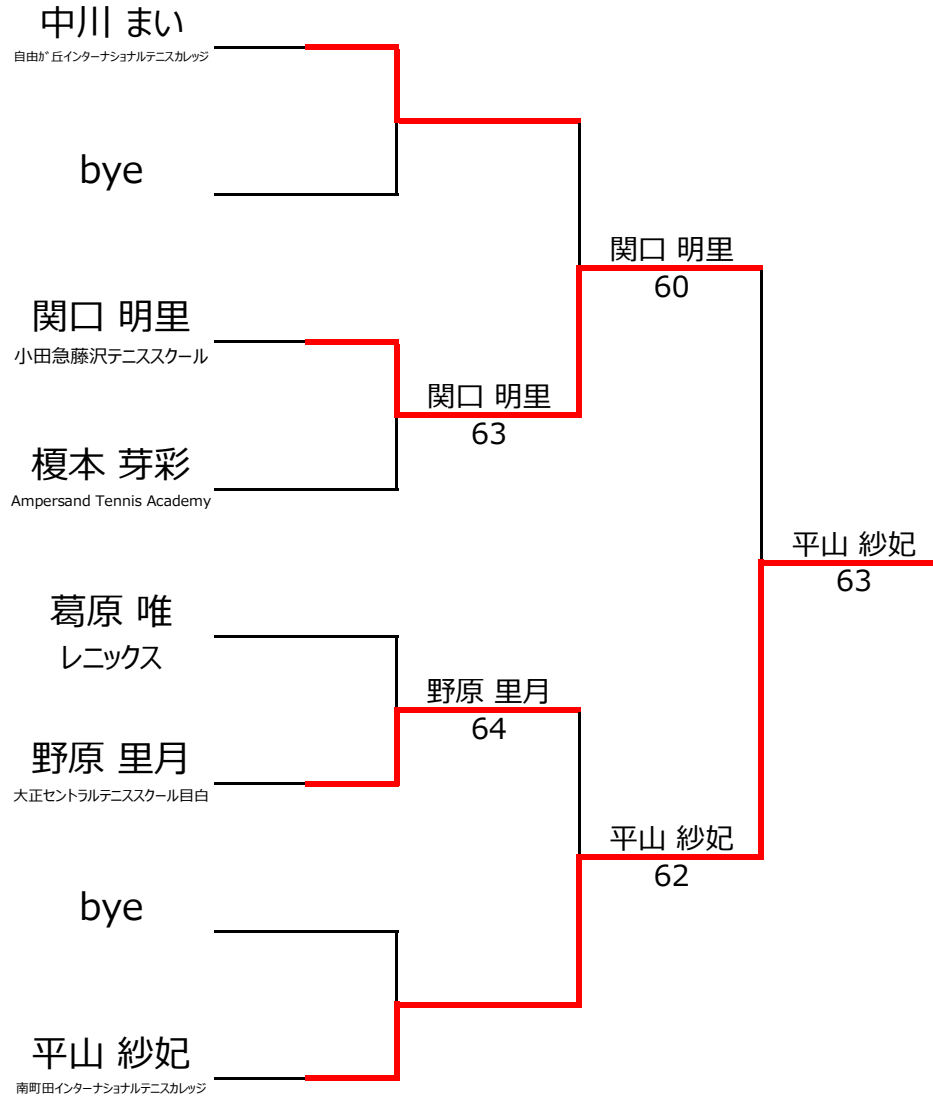 中川 まい
自由が丘インターナショナルテニスカレッジ
bye
関口 明里
60
関口 明里
小田急藤沢テニススクール
関口 明里
63
榎本 芽彩
Ampersand Tennis Academy
平山 紗妃
63
葛原 唯
レニックス
野原 里月
64
野原 里月
大正セントラルテニススクール目白
平山 紗妃
62
bye
平山 紗妃
南町田インターナショナルテニスカレッジ